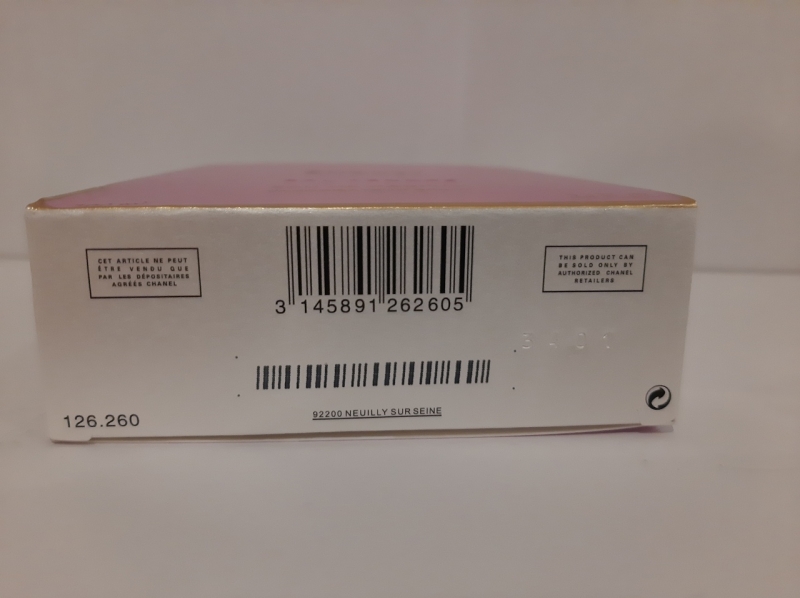 CET ARTICLE NE PEUT
ÊTRE VENDU QUE
PAR LES DÉPOSITAIRES
AGRÉÉS CHANEL
THIS PRODUCT CAN
BE SOLD ONLY BY
AUTHORIZED CHANEL
RETAILERS
3 145891 262605
126.260
92200 NEUILLY SUR SEINE